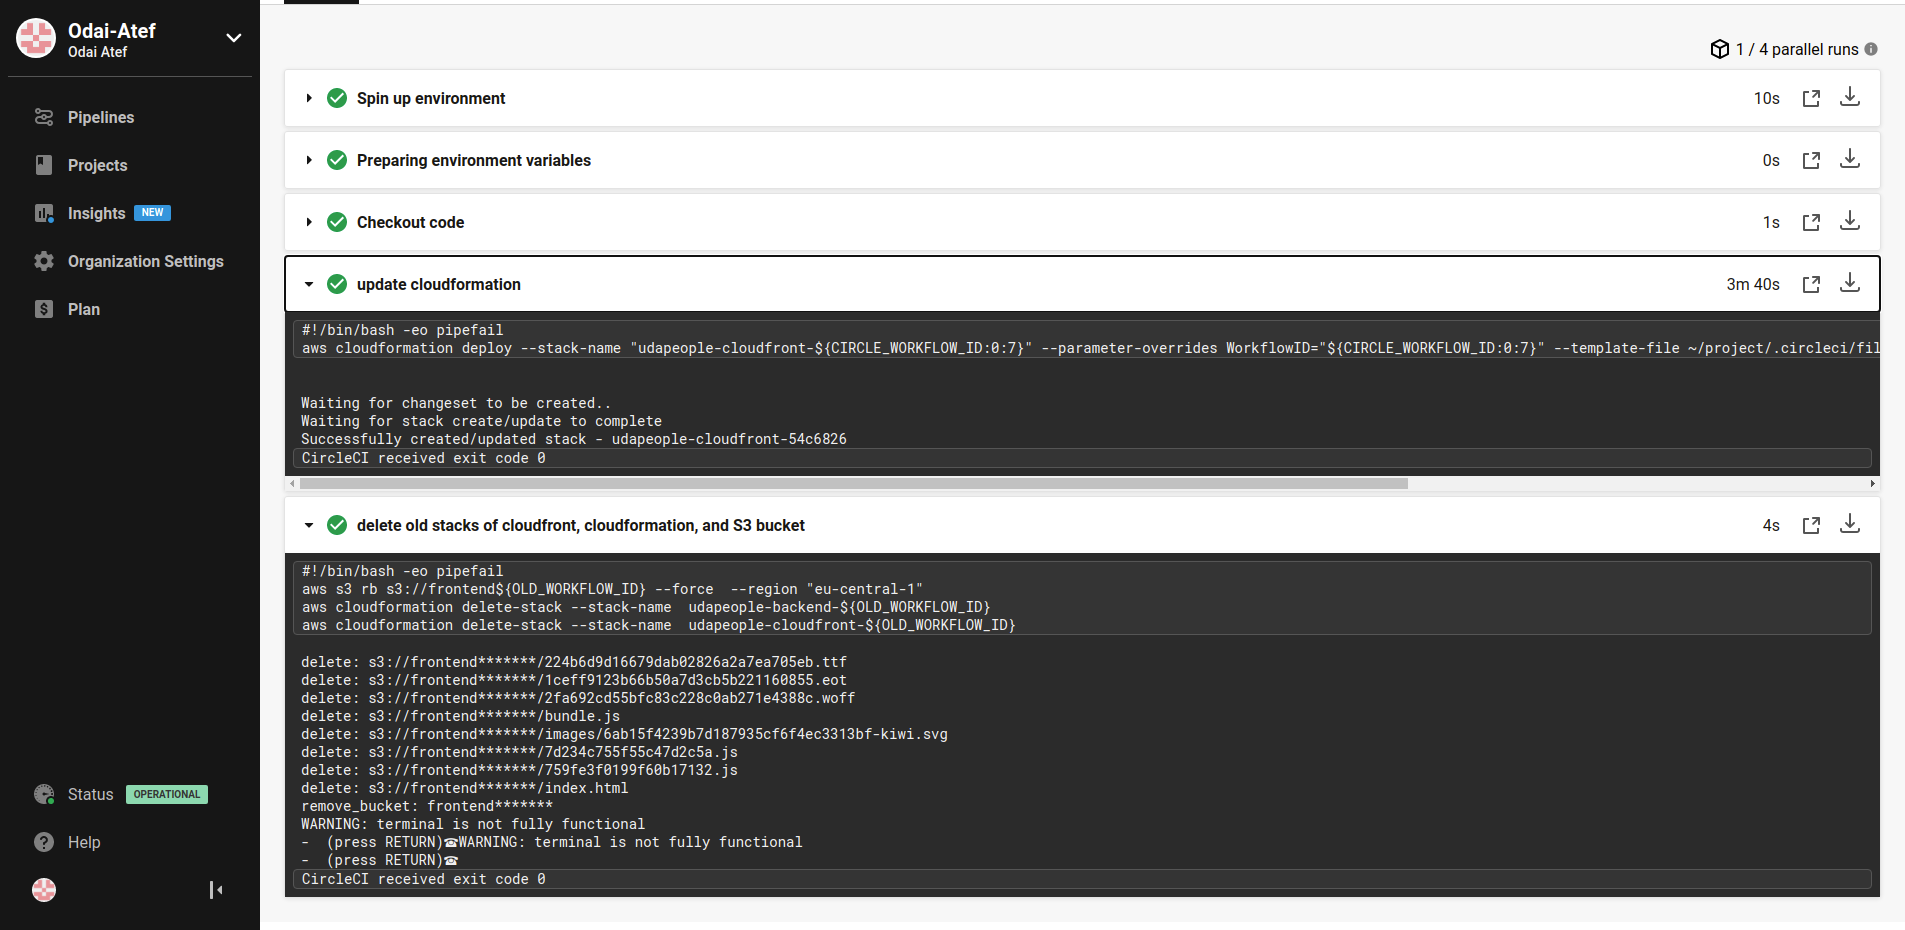 Odai-Atef
Odai Atef
Pipelines
Projects
Insights NEW
Organization Settings
Plan
Status OPERATIONAL
Help
1 / 4 parallel runs
Spin up environment 10s
Preparing environment variables 0s
Checkout code 1s
update cloudformation 3m 40s
#!/bin/bash -eo pipefail
aws cloudformation deploy --stack-name "udapeople-cloudfront-${CIRCLE_WORKFLOW_ID:0:7}" --parameter-overrides WorkflowID="${CIRCLE_WORKFLOW_ID:0:7}" --template-file ~/project/.circleci/fil
Waiting for changeset to be created..
Waiting for stack create/update to complete
Successfully created/updated stack - udapeople-cloudfront-54c6826
CircleCI received exit code 0
delete old stacks of cloudfront, cloudformation, and S3 bucket 4s
#!/bin/bash -eo pipefail
aws s3 rb s3://frontend${OLD_WORKFLOW_ID} --force  --region "eu-central-1"
aws cloudformation delete-stack --stack-name  udapeople-backend-${OLD_WORKFLOW_ID}
aws cloudformation delete-stack --stack-name  udapeople-cloudfront-${OLD_WORKFLOW_ID}
delete: s3://frontend*******/224b6d9d16679dab02826a2a7ea705eb.ttf
delete: s3://frontend*******/1ceff9123b66b50a7d3cb5b221160855.eot
delete: s3://frontend*******/2fa692cd55bfc83c228c0ab271e4388c.woff
delete: s3://frontend*******/bundle.js
delete: s3://frontend*******/images/6ab15f4239b7d187935cf6f4ec3313bf-kiwi.svg
delete: s3://frontend*******/7d234c755f55c47d2c5a.js
delete: s3://frontend*******/759fe3f0199f60b17132.js
delete: s3://frontend*******/index.html
remove_bucket: frontend*******
WARNING: terminal is not fully functional
-  (press RETURN)☎WARNING: terminal is not fully functional
-  (press RETURN)☎
CircleCI received exit code 0